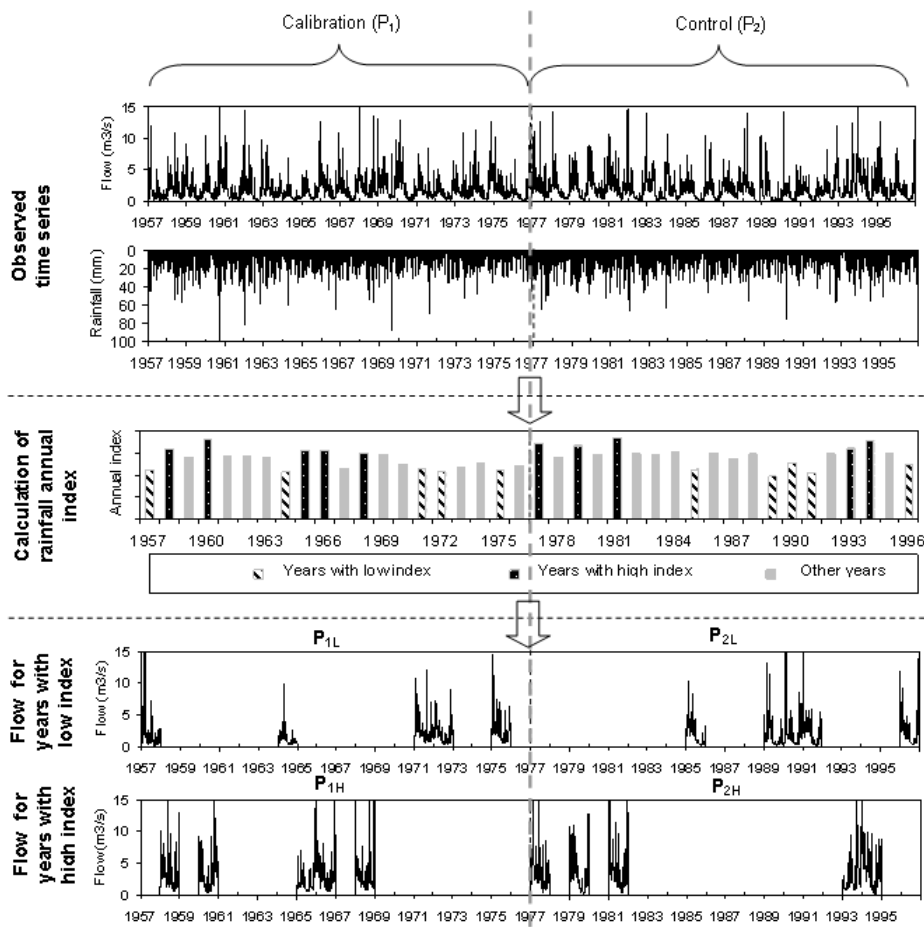 Calibration (P1)
Control (P2)
Observed
time series
Flow (m3/s)
15
10
5
0
1957 1959 1961 1963 1965 1967 1969 1971 1973 1975 1977 1979 1981 1983 1985 1987 1989 1991 1993 1995
Rainfall (mm)
0
20
40
60
80
100
1957 1959 1961 1963 1965 1967 1969 1971 1973 1975 1977 1979 1981 1983 1985 1987 1989 1991 1993 1995
Calculation of
rainfall annual
index
Annual index
1957 1960 1963 1966 1969 1972 1975 1978 1981 1984 1987 1990 1993 1996
Years with low index
Years with high index
Other years
Flow for
years with
low index
P1L
P2L
Flow (m3/s)
15
10
5
0
1957 1959 1961 1963 1965 1967 1969 1971 1973 1975 1977 1979 1981 1983 1985 1987 1989 1991 1993 1995
Flow for
years with
high index
P1H
P2H
Flow (m3/s)
15
10
5
0
1957 1959 1961 1963 1965 1967 1969 1971 1973 1975 1977 1979 1981 1983 1985 1987 1989 1991 1993 1995